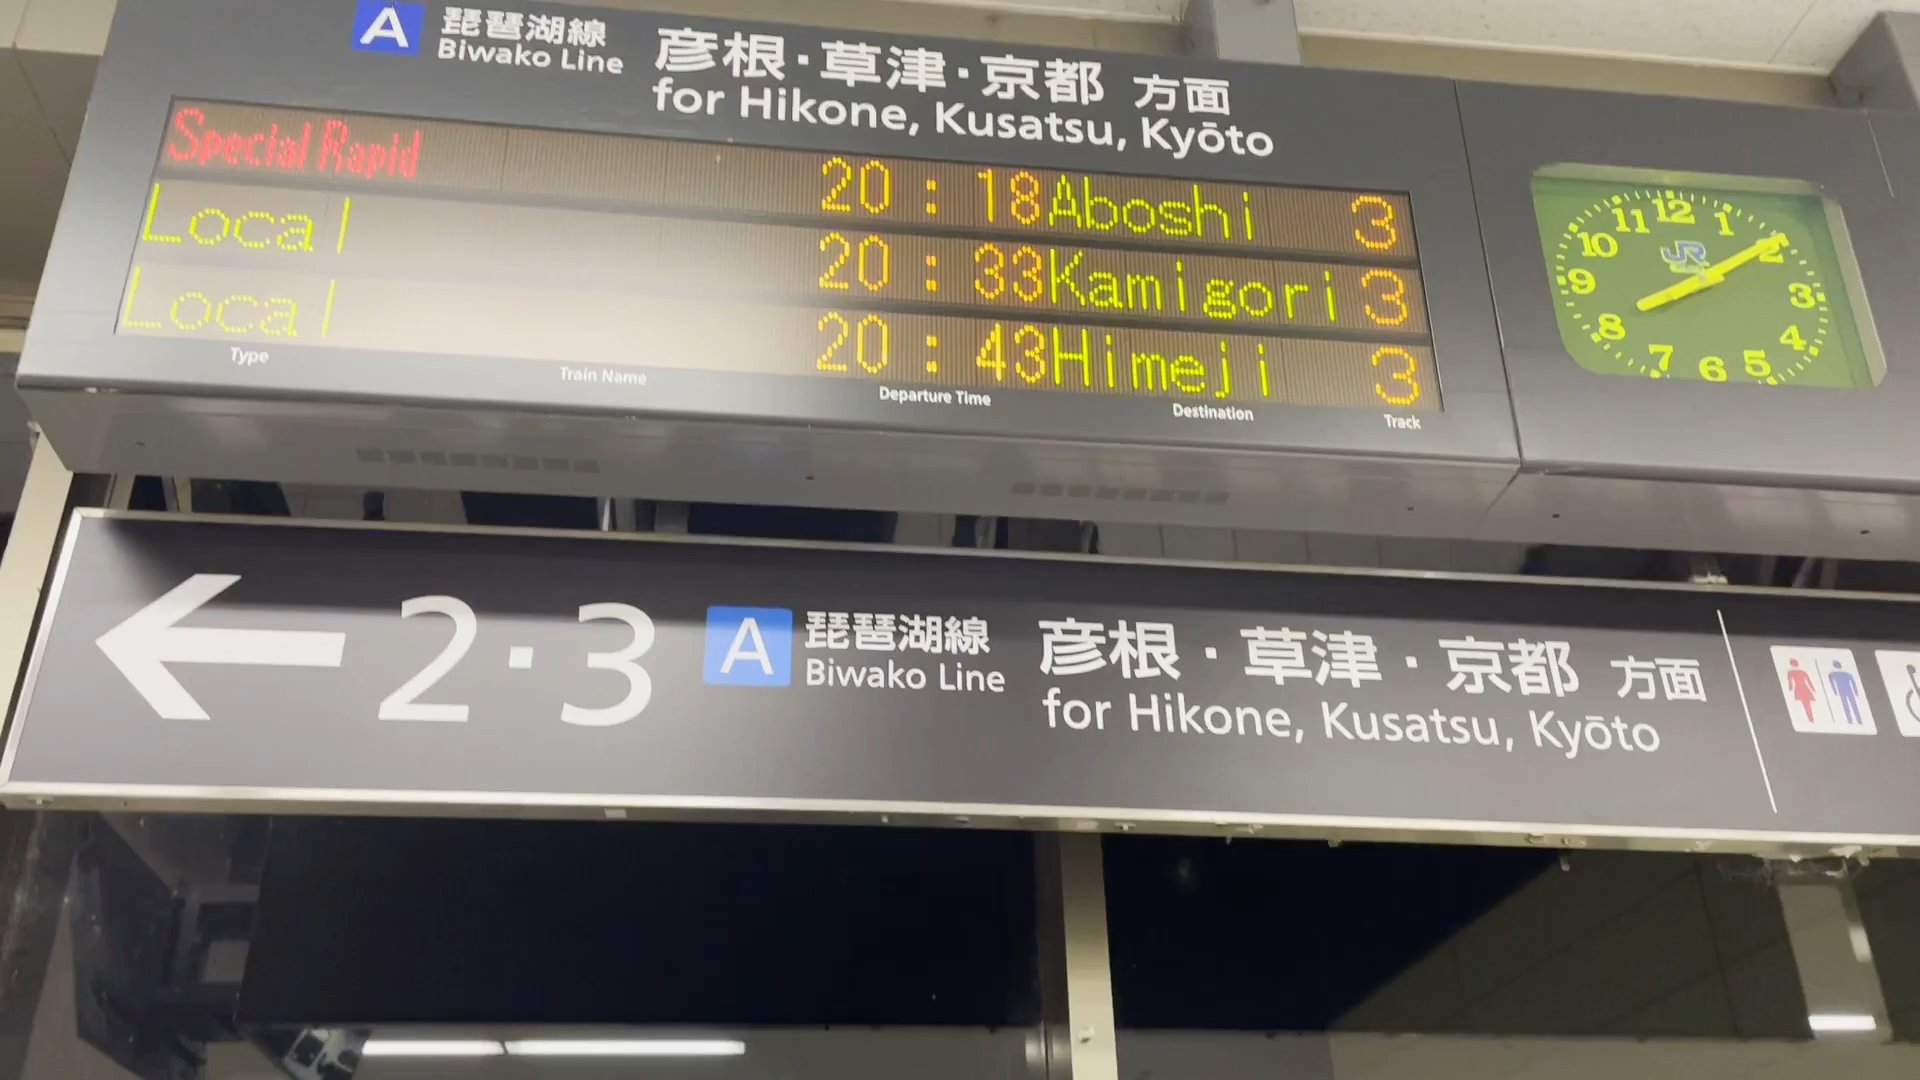 A 琵琶湖線 彦根・草津・京都 方面
Biwako Line for Hikone, Kusatsu, Kyōto
Special Rapid 20:18 Aboshi 3
Local 20:33 Kamigori 3
Local 20:43 Himeji 3
Type Train Name Departure Time Destination Track
12 1 2 3 4 5 6 7 8 9 10 11
JR
← 2・3 A 琵琶湖線 彦根・草津・京都 方面
Biwako Line for Hikone, Kusatsu, Kyōto